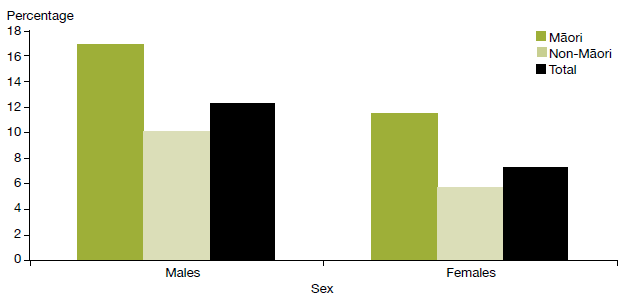 Percentage
18
16
14
12
10
8
6
4
2
0
Māori
Non-Māori
Total
Males
Females
Sex